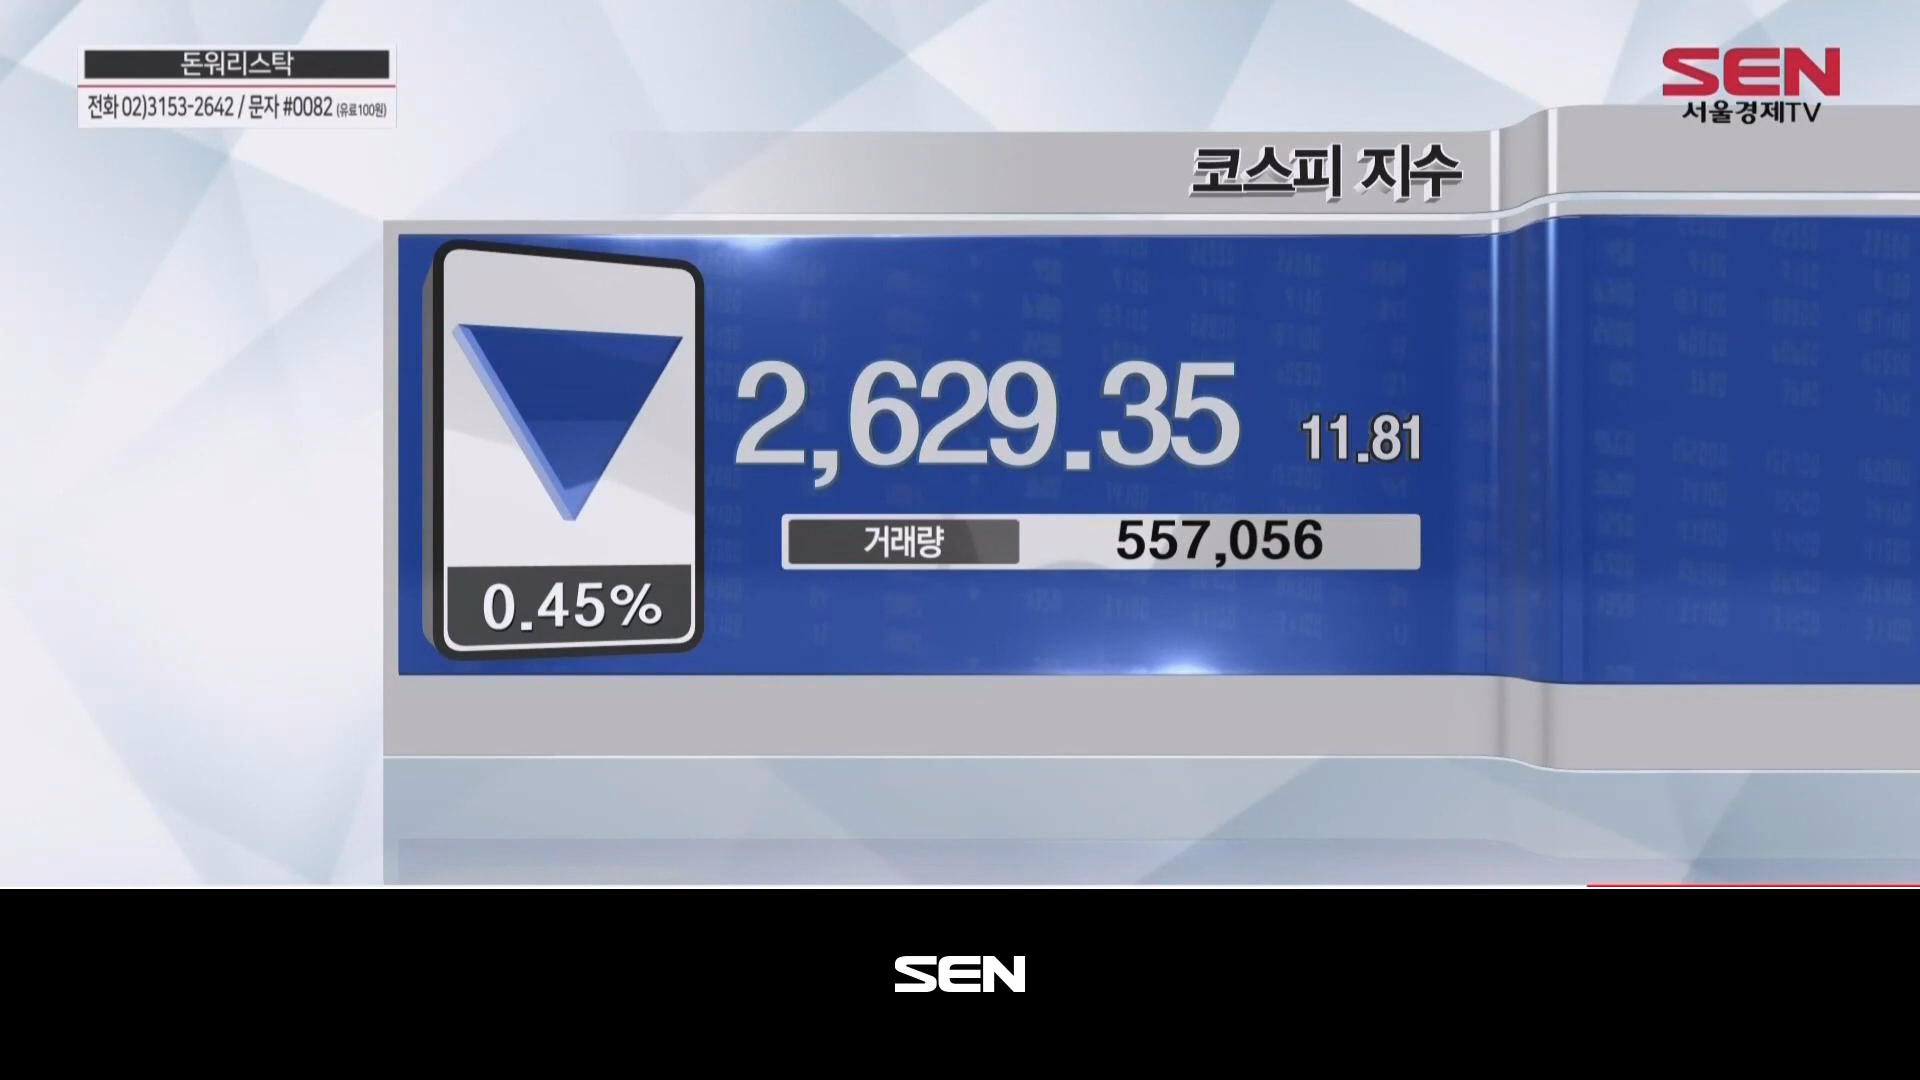 돈워리스탁
전화 02)3153-2642 / 문자 #0082 (유료100원)
SEN
서울경제TV
코스피 지수
2,629.35 11.81
거래량 557,056
0.45%
SEN